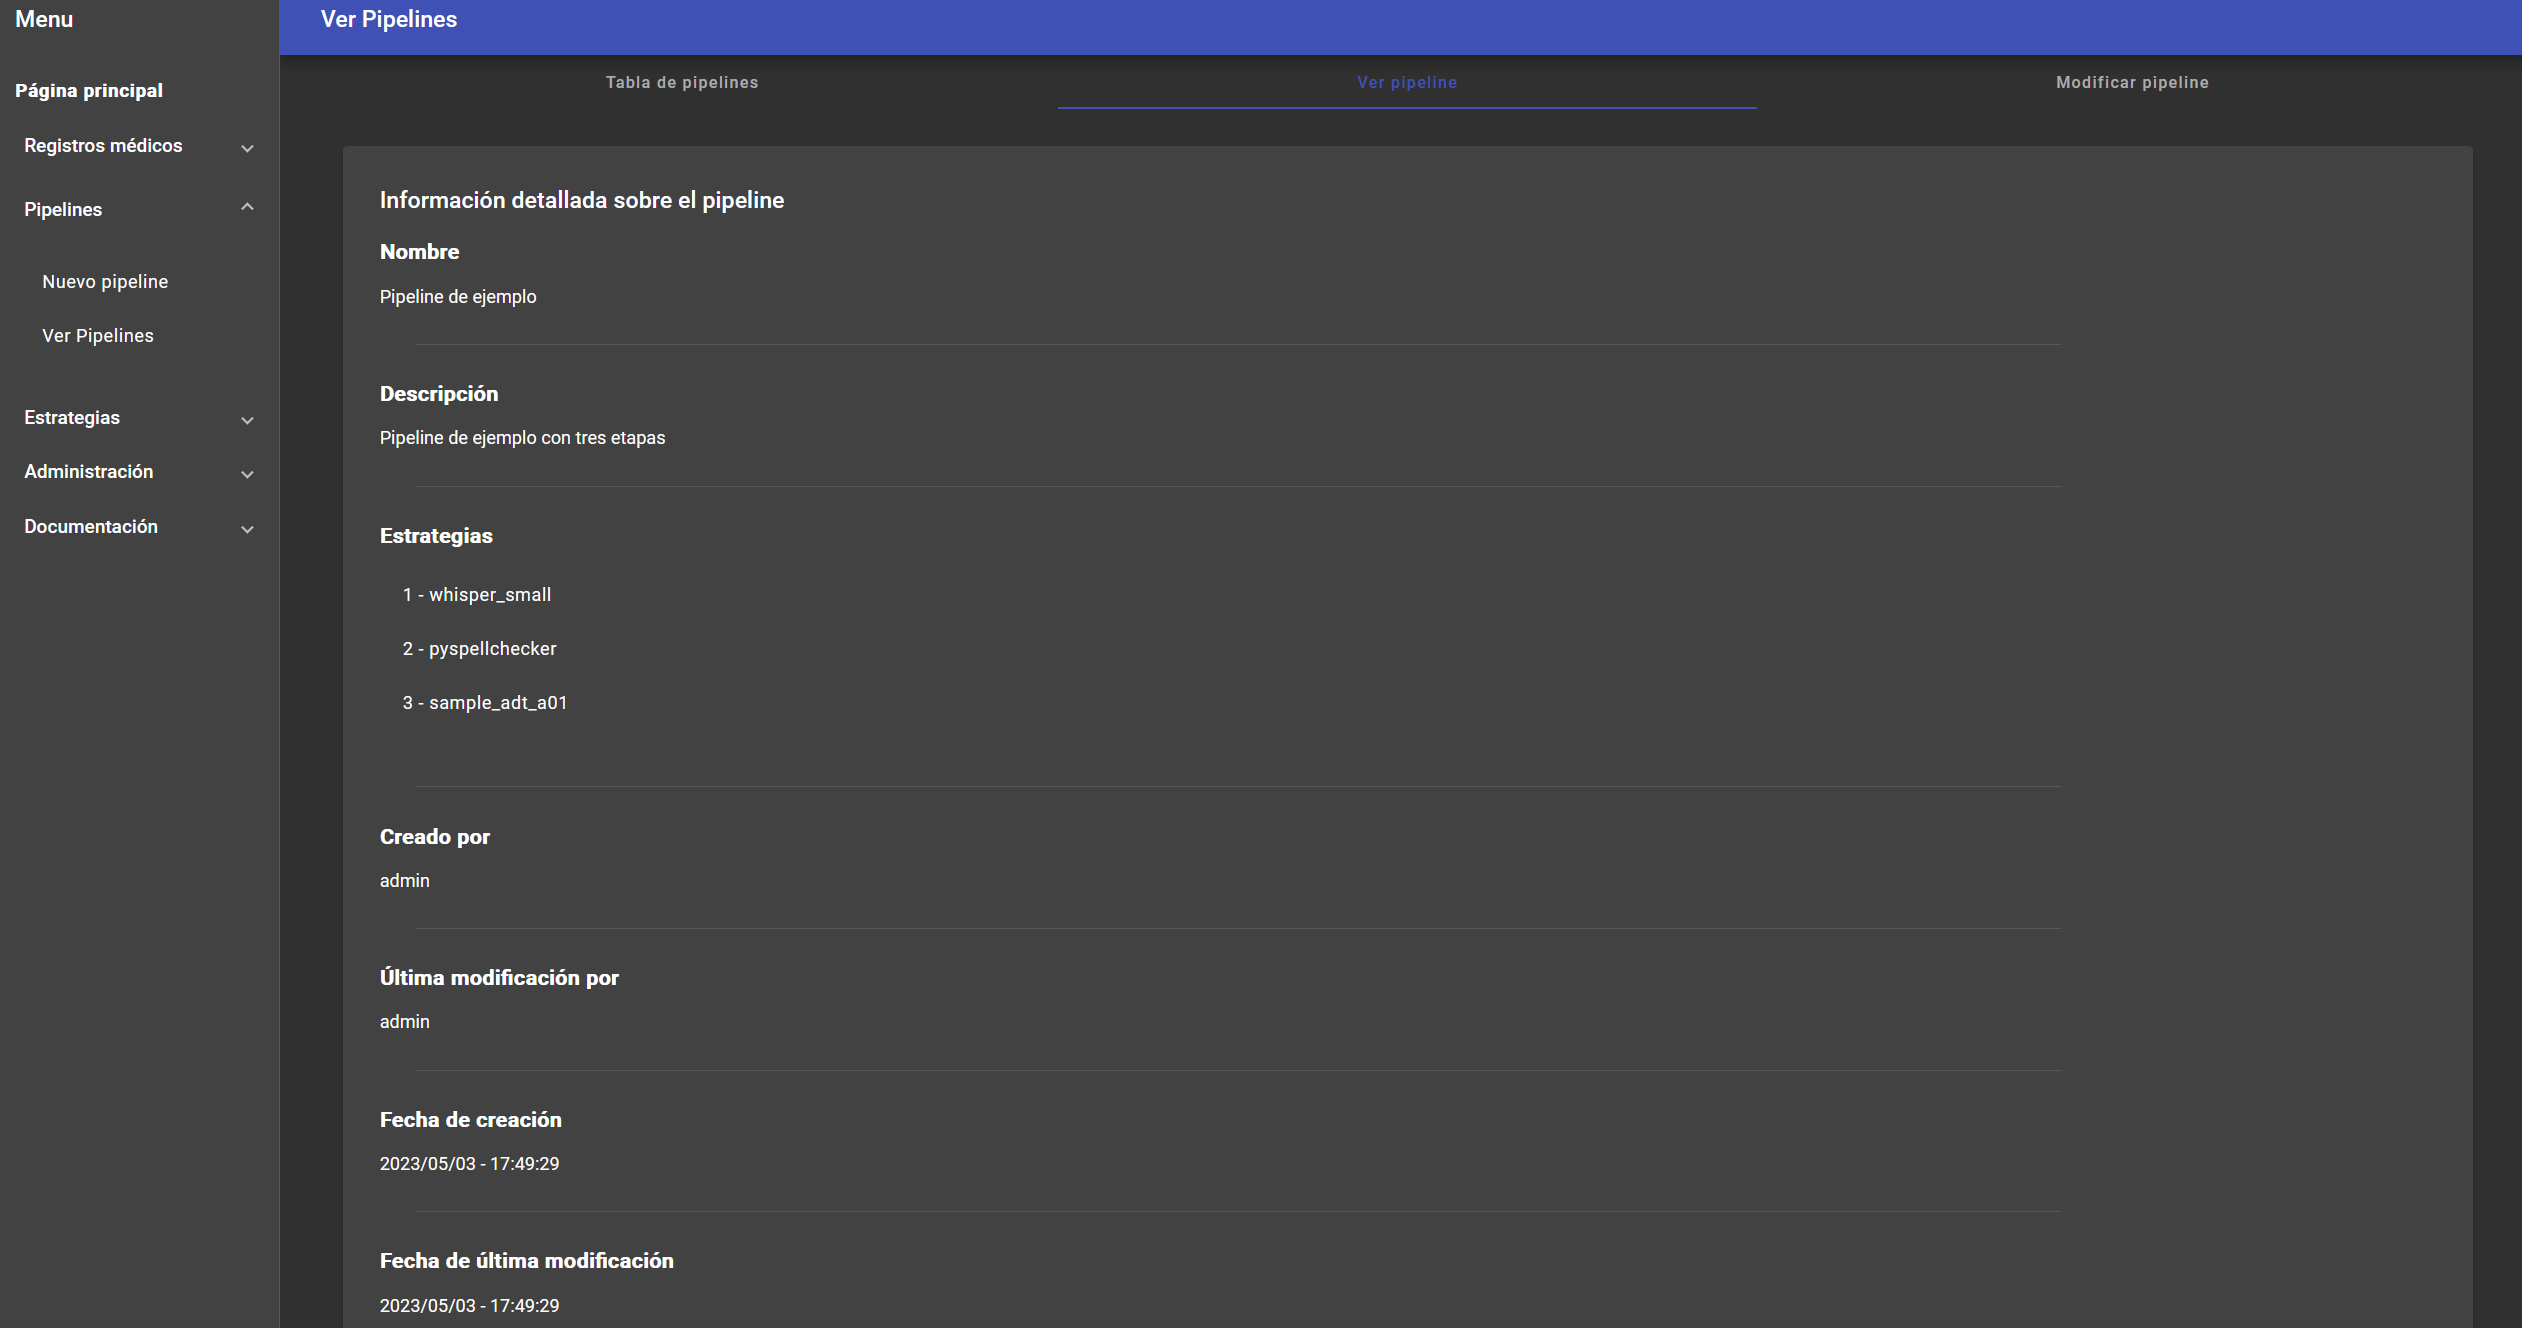 Menu
Página principal
Registros médicos
Pipelines
Nuevo pipeline
Ver Pipelines
Estrategias
Administración
Documentación
Ver Pipelines
Tabla de pipelines
Ver pipeline
Modificar pipeline
Información detallada sobre el pipeline
Nombre
Pipeline de ejemplo
Descripción
Pipeline de ejemplo con tres etapas
Estrategias
1 - whisper_small
2 - pyspellchecker
3 - sample_adt_a01
Creado por
admin
Última modificación por
admin
Fecha de creación
2023/05/03 - 17:49:29
Fecha de última modificación
2023/05/03 - 17:49:29